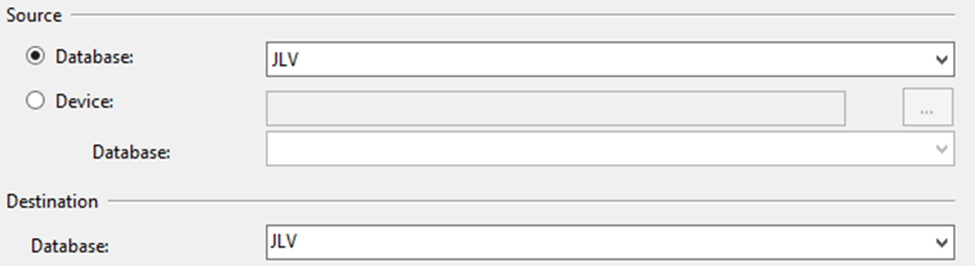 Source
Database: JLV
Device: ...
Database:
Destination
Database: JLV